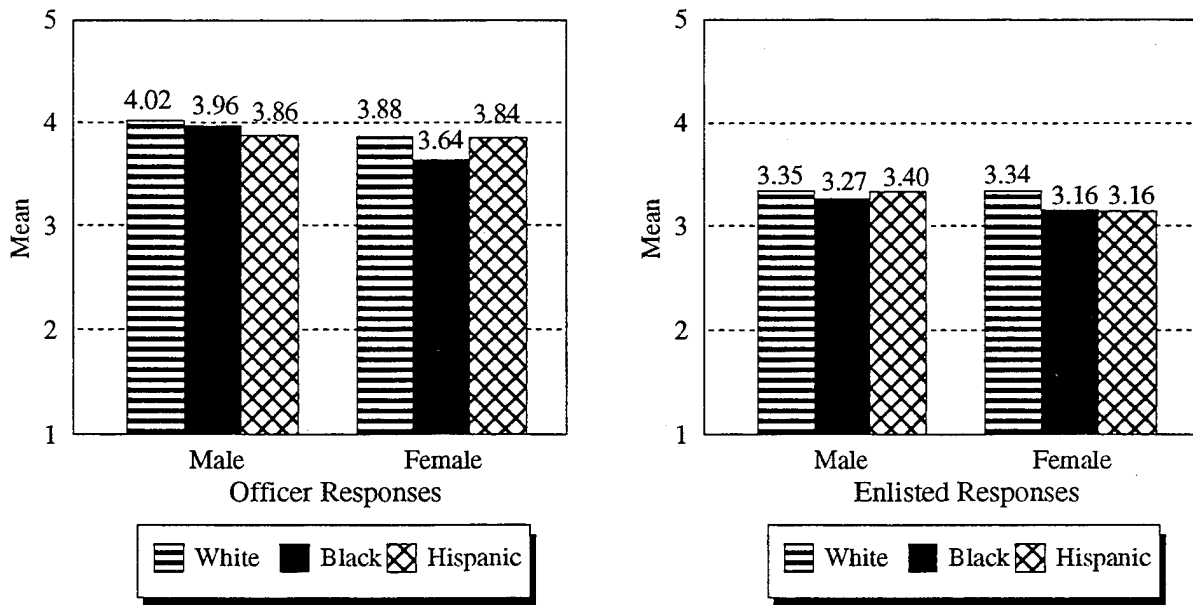 5
4
3
2
1
Mean
4.02 3.96 3.86
3.88 3.64 3.84
Male Female
Officer Responses
White Black Hispanic
5
4
3
2
1
Mean
3.35 3.27 3.40
3.34 3.16 3.16
Male Female
Enlisted Responses
White Black Hispanic